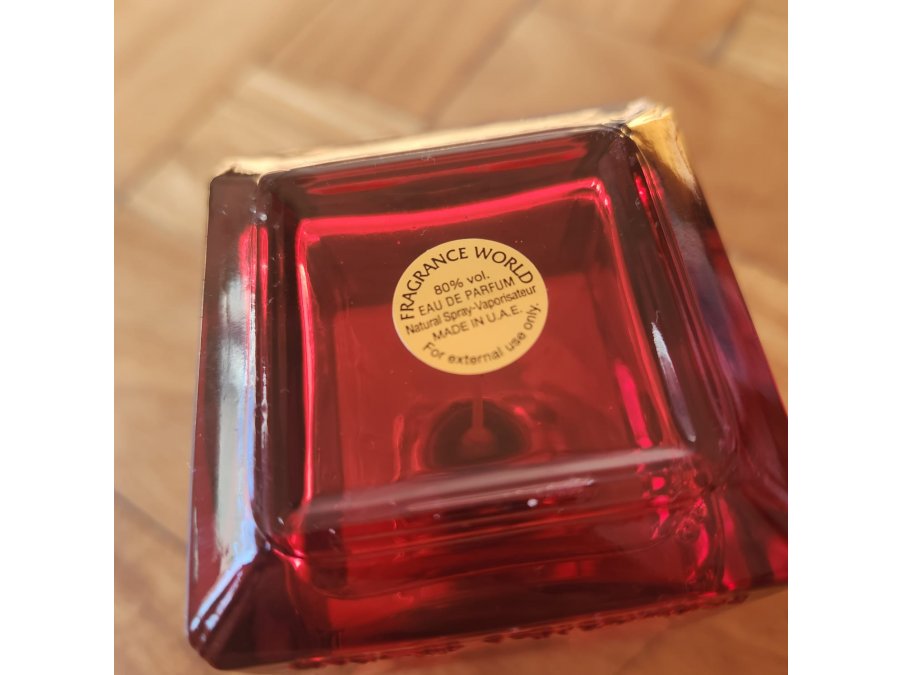 FRAGRANCE WORLD
80% vol.
EAU DE PARFUM
Natural Spray-Vaporisateur
MADE IN U.A.E.
For external use only.